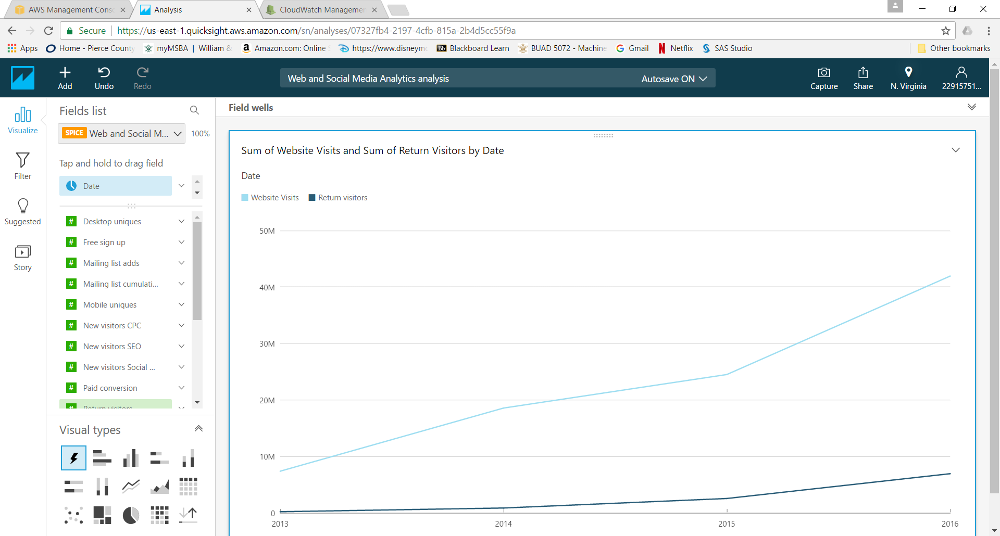 AWS Management Conso
Analysis
CloudWatch Managemen
Secure
https://us-east-1.quicksight.aws.amazon.com/sn/analyses/07327fb4-2197-4cfb-815a-2b4d5cc55f9a
Apps
Home - Pierce County
myMSBA | William &
Amazon.com: Online S
https://www.disneymo
Bb Blackboard Learn
BUAD 5072 - Machine
Gmail
Netflix
SAS Studio
Other bookmarks
Add
Undo
Redo
Web and Social Media Analytics analysis
Autosave ON
Capture
Share
N. Virginia
22915751...
Visualize
Filter
Suggested
Story
Fields list
SPICE Web and Social M...
100%
Tap and hold to drag field
Date
# Desktop uniques
# Free sign up
# Mailing list adds
# Mailing list cumulati...
# Mobile uniques
# New visitors CPC
# New visitors SEO
# New visitors Social ...
# Paid conversion
# Return visitors
Visual types
Field wells
Sum of Website Visits and Sum of Return Visitors by Date
Date
Website Visits
Return visitors
50M
40M
30M
20M
10M
0
2013
2014
2015
2016